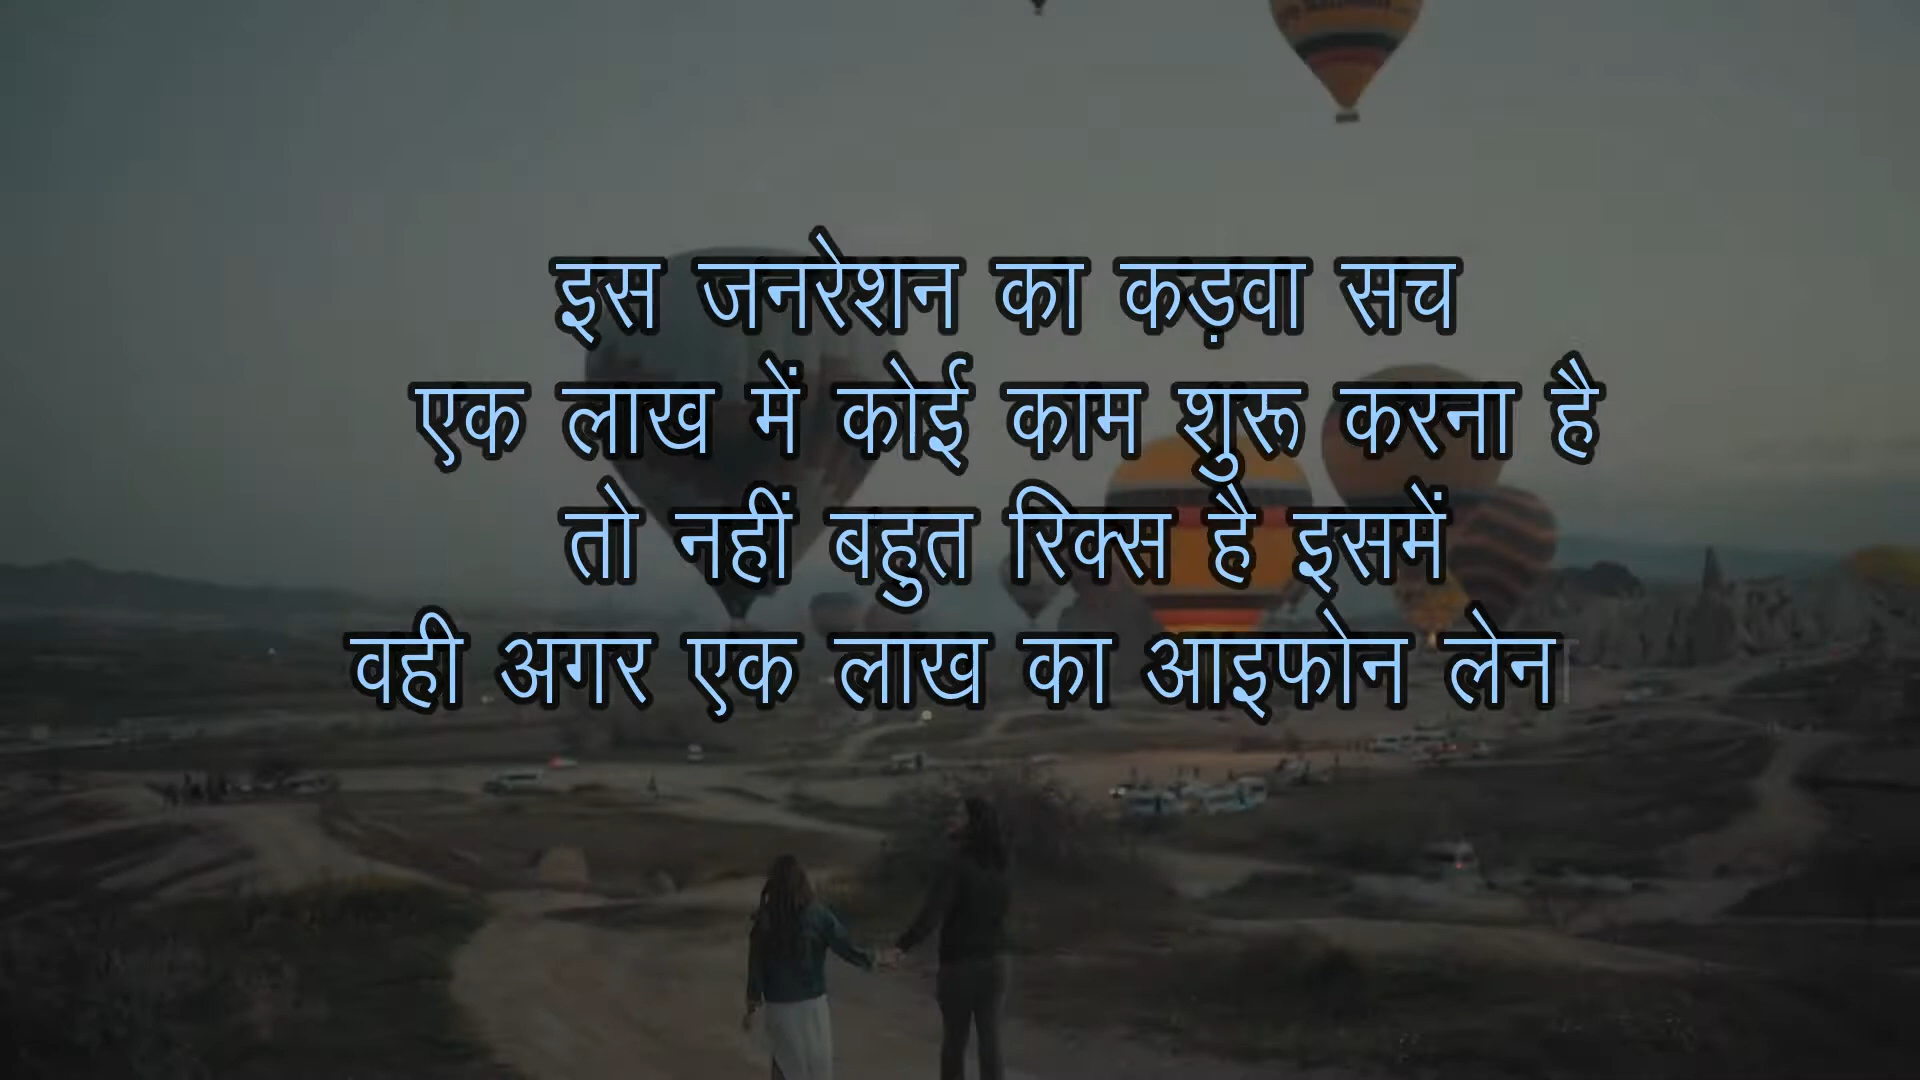 इस जनरेशन का कड़वा सच
एक लाख में कोई काम शुरू करना है
तो नहीं बहुत रिक्स है इसमें
वही अगर एक लाख का आइफोन लेना